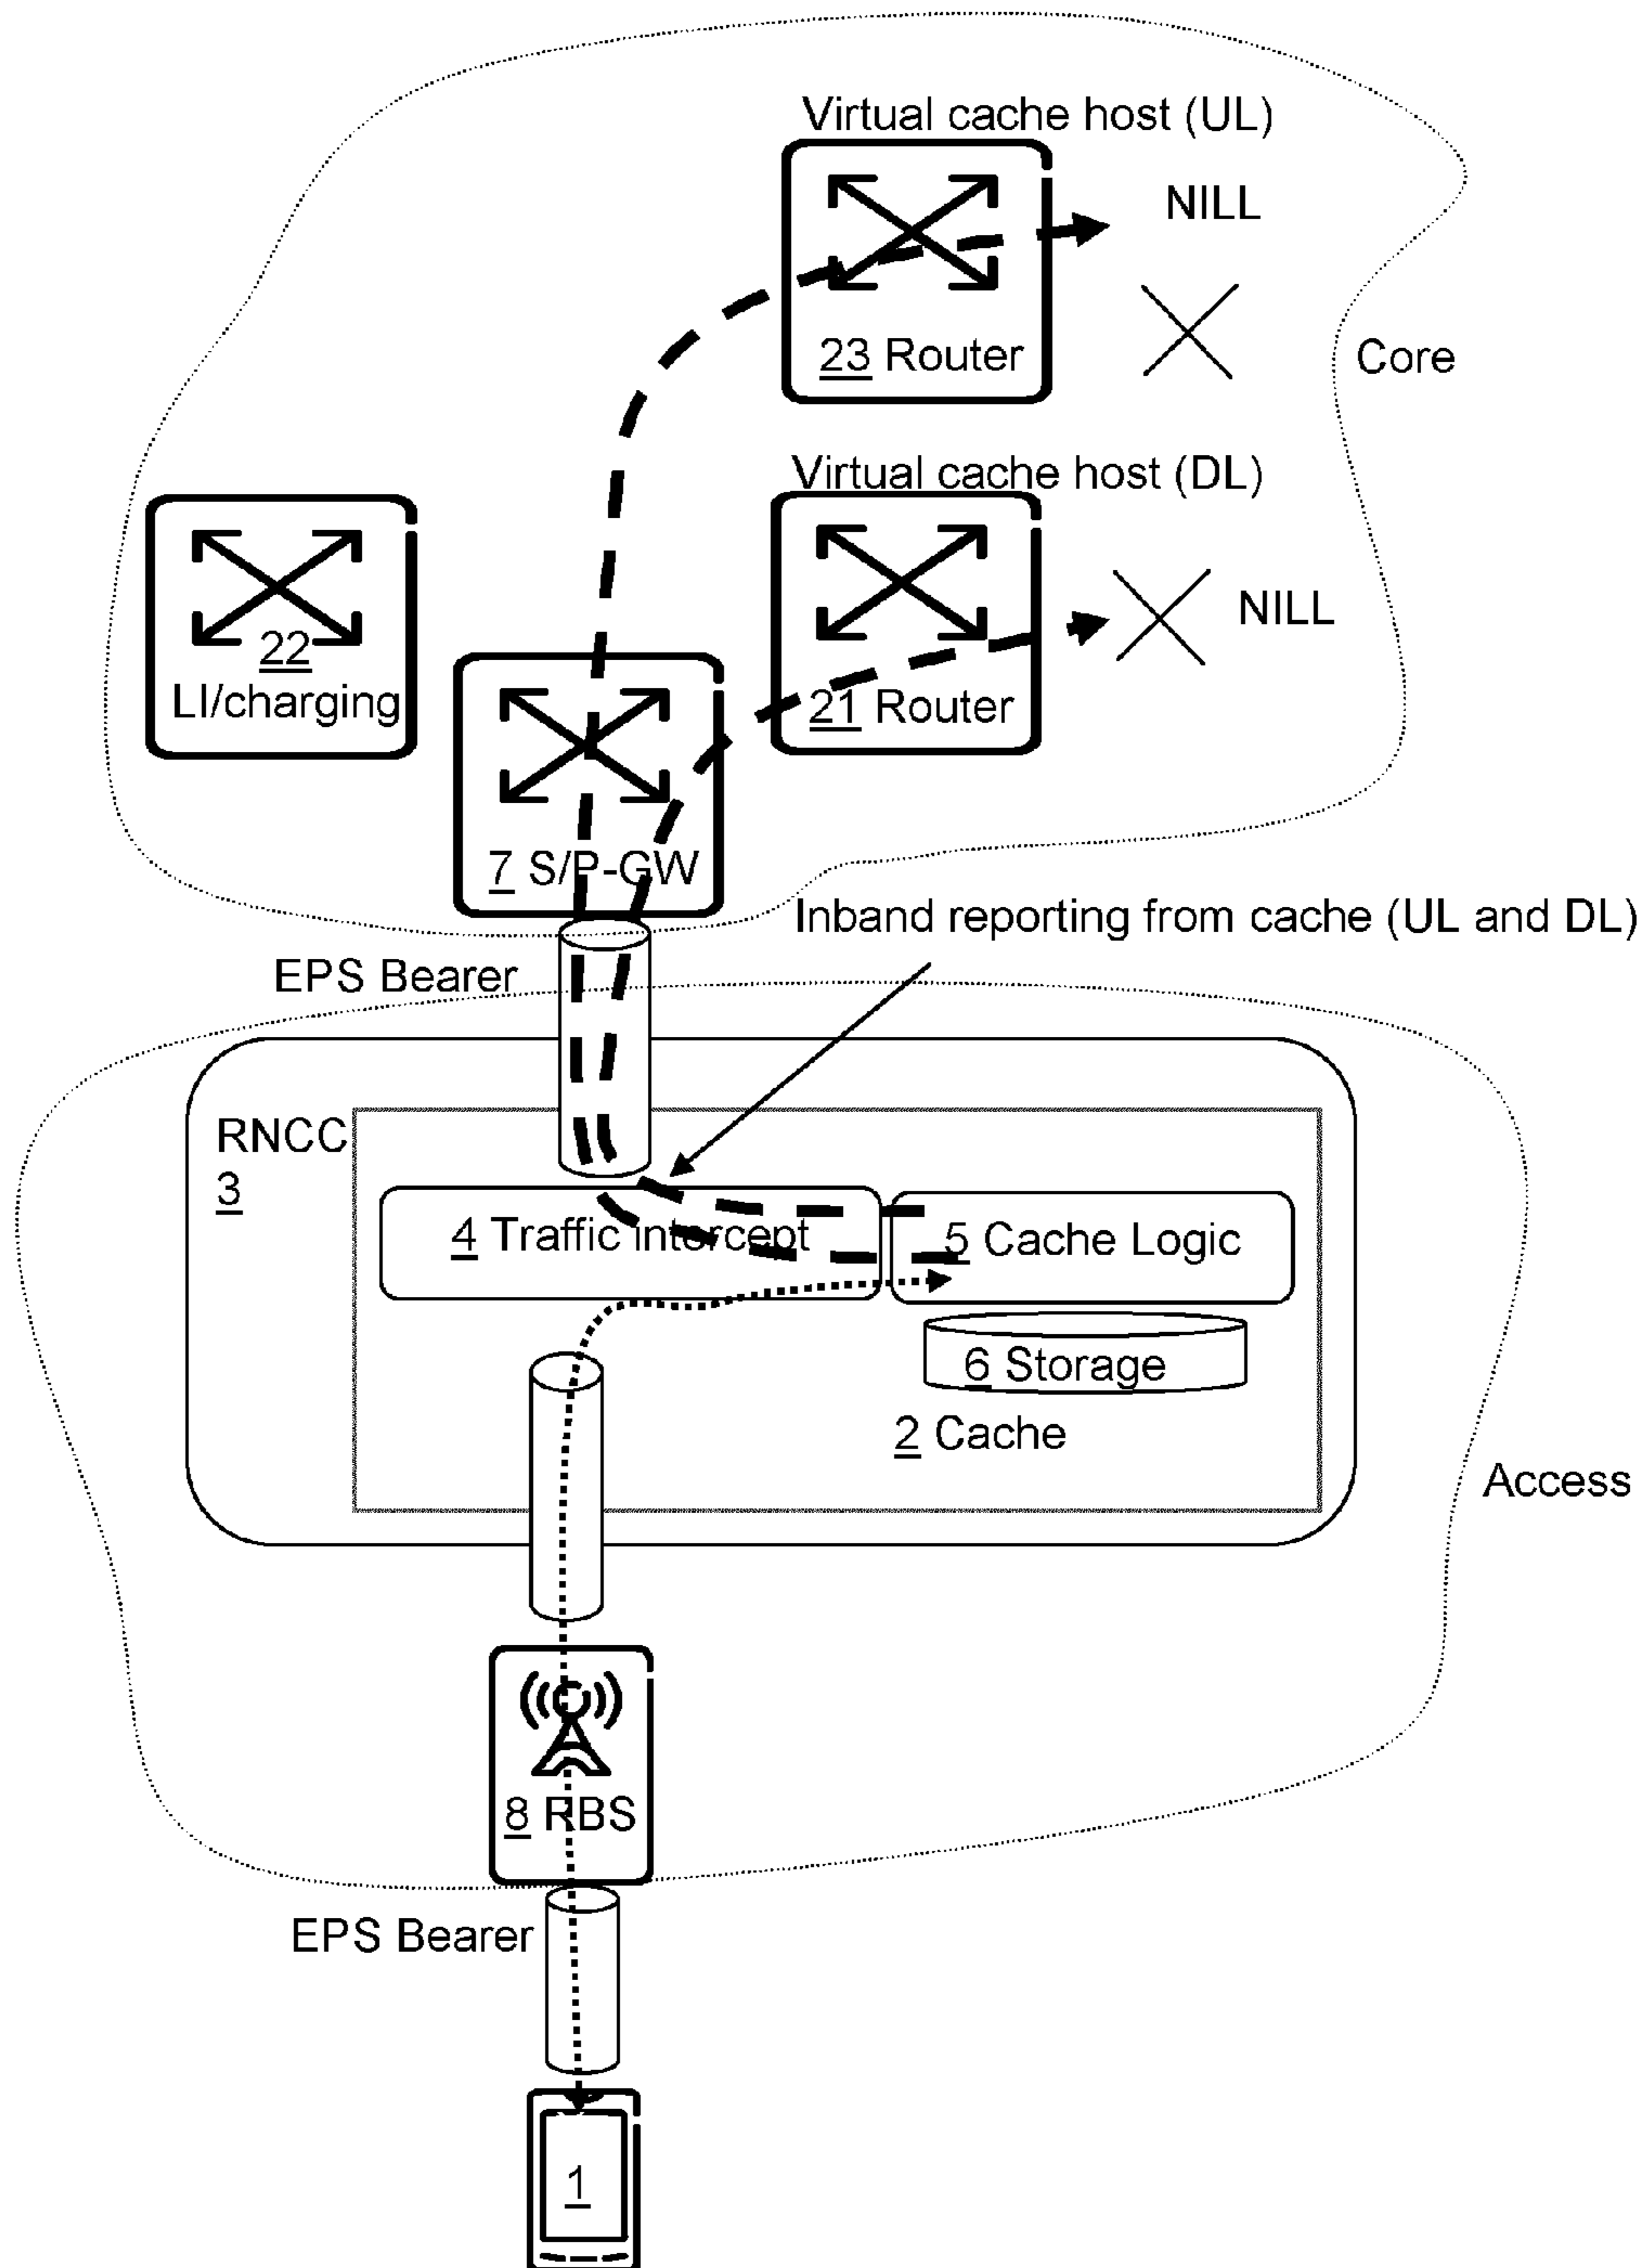 Virtual cache host (UL)
NILL
23 Router
Core
Virtual cache host (DL)
NILL
22
LI/charging
21 Router
7 S/P-GW
Inband reporting from cache (UL and DL)
EPS Bearer
RNCC
3
4 Traffic intercept
5 Cache Logic
6 Storage
2 Cache
Access
8 RBS
EPS Bearer
1